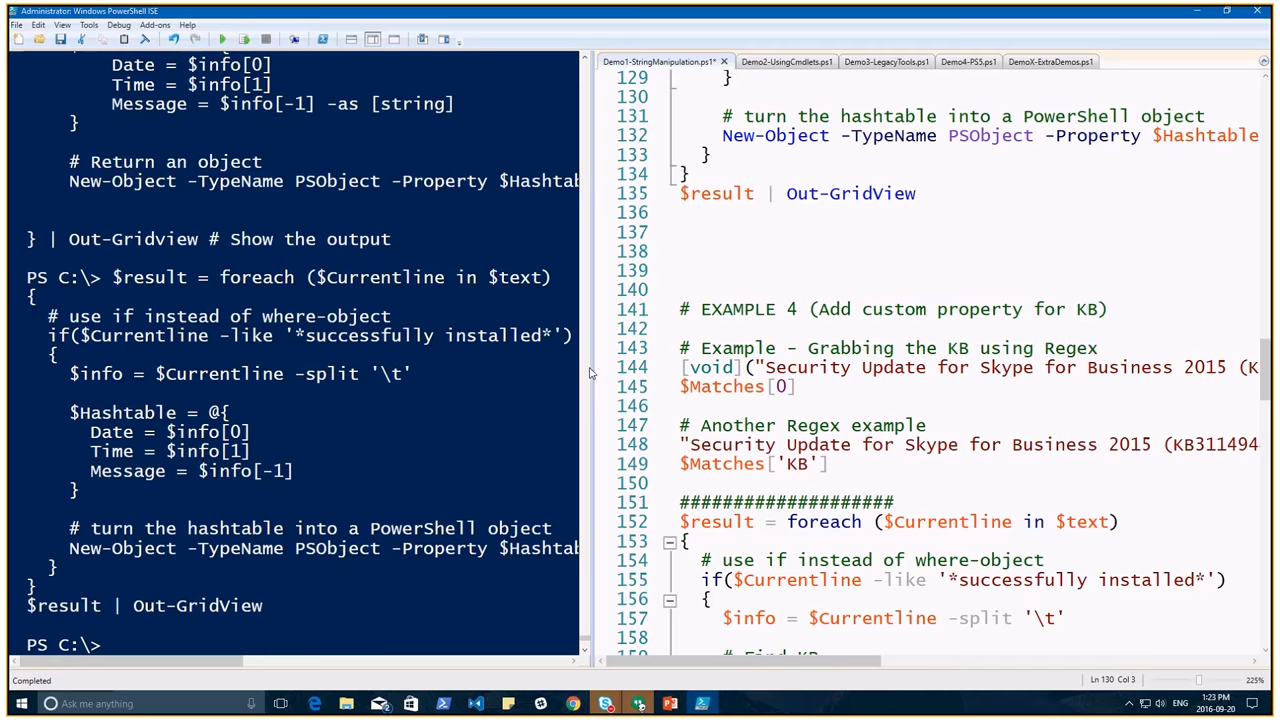 Administrator: Windows PowerShell ISE
File Edit View Tools Debug Add-ons Help
Date = $info[0]
Time = $info[1]
Message = $info[-1] -as [string]
}
# Return an object
New-Object -TypeName PSObject -Property $Hashtab
} | Out-Gridview # Show the output
PS C:\> $result = foreach ($Currentline in $text)
{
# use if instead of where-object
if($Currentline -like '*successfully installed*')
{
$info = $Currentline -split '\t'
$Hashtable = @{
Date = $info[0]
Time = $info[1]
Message = $info[-1]
}
# turn the hashtable into a PowerShell object
New-Object -TypeName PSObject -Property $Hashtab
}
}
$result | Out-GridView
PS C:\>
Demo1-StringManipulation.ps1* Demo2-UsingCmdlets.ps1 Demo3-LegacyTools.ps1 Demo4-PS5.ps1 DemoX-ExtraDemos.ps1
129 }
130
131 # turn the hashtable into a PowerShell object
132 New-Object -TypeName PSObject -Property $Hashtable
133 }
134 }
135 $result | Out-GridView
136
137
138
139
140
141 # EXAMPLE 4 (Add custom property for KB)
142
143 # Example - Grabbing the KB using Regex
144 [void]("Security Update for Skype for Business 2015 (K
145 $Matches[0]
146
147 # Another Regex example
148 "Security Update for Skype for Business 2015 (KB311494
149 $Matches['KB']
150
151 ####################
152 $result = foreach ($Currentline in $text)
153 {
154 # use if instead of where-object
155 if($Currentline -like '*successfully installed*')
156 {
157 $info = $Currentline -split '\t'
158
159 # Find KB
Completed
Ln 130 Col 3
225%
Ask me anything
1:23 PM
2016-09-20